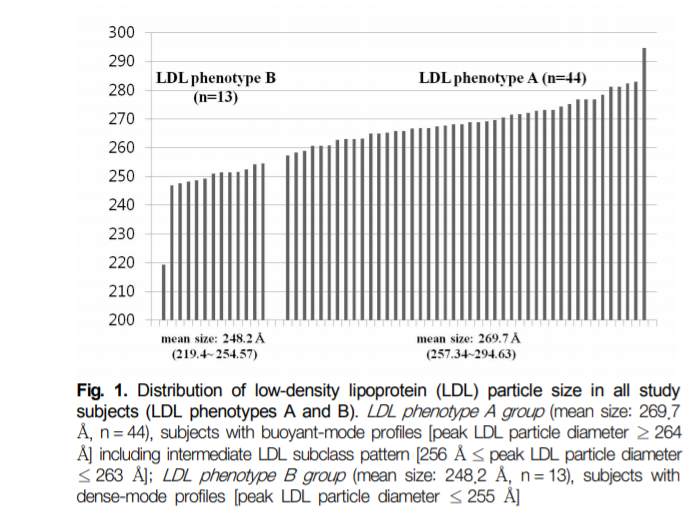 300
290
280
270
260
250
240
230
220
210
200
LDL phenotype B
(n=13)
LDL phenotype A (n=44)
mean size: 248.2 Å
(219.4~254.57)
mean size: 269.7 Å
(257.34~294.63)
Fig. 1. Distribution of low-density lipoprotein (LDL) particle size in all study
subjects (LDL phenotypes A and B). LDL phenotype A group (mean size: 269.7
Å, n = 44), subjects with buoyant-mode profiles [peak LDL particle diameter ≥ 264
Å] including intermediate LDL subclass pattern [256 Å ≤ peak LDL particle diameter
≤ 263 Å]; LDL phenotype B group (mean size: 248.2 Å, n = 13), subjects with
dense-mode profiles [peak LDL particle diameter ≤ 255 Å]